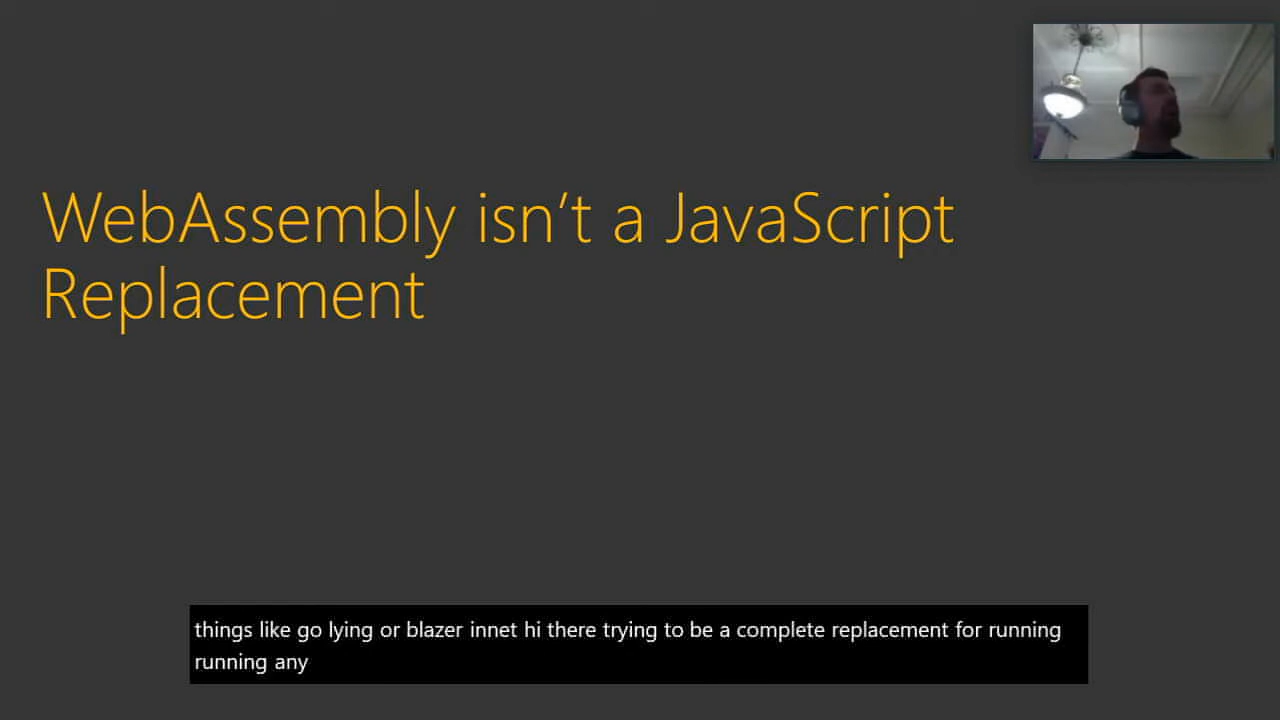 WebAssembly isn’t a JavaScript
Replacement
things like go lying or blazer innet hi there trying to be a complete replacement for running
running any